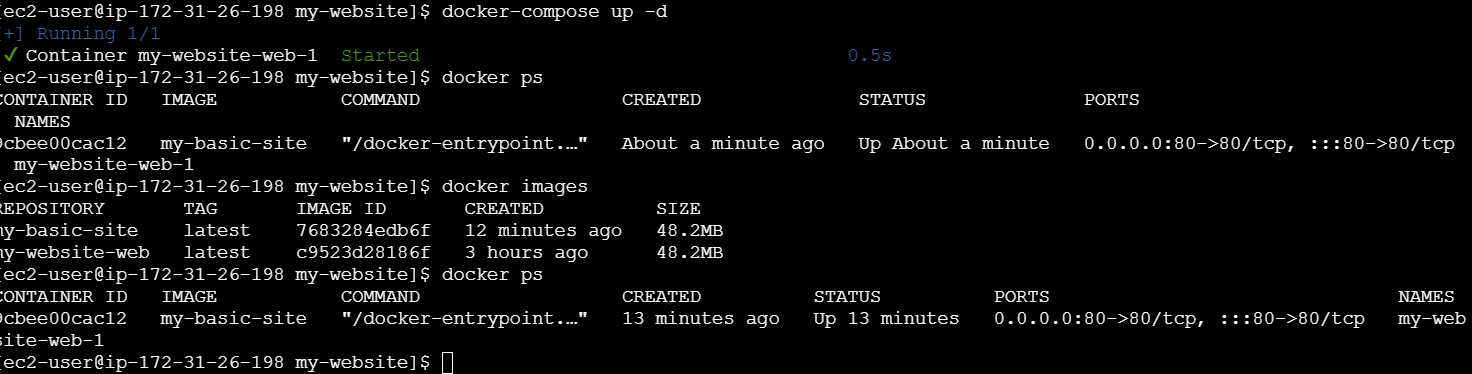 [ec2-user@ip-172-31-26-198 my-website]$ docker-compose up -d
[+] Running 1/1
✓ Container my-website-web-1  Started  0.5s
[ec2-user@ip-172-31-26-198 my-website]$ docker ps
CONTAINER ID   IMAGE   COMMAND   CREATED   STATUS   PORTS
NAMES
9cbee00cac12   my-basic-site   "/docker-entrypoint.…"   About a minute ago   Up About a minute   0.0.0.0:80->80/tcp, :::80->80/tcp
my-website-web-1
[ec2-user@ip-172-31-26-198 my-website]$ docker images
REPOSITORY   TAG   IMAGE ID   CREATED   SIZE
my-basic-site   latest   7683284edb6f   12 minutes ago   48.2MB
my-website-web   latest   c9523d28186f   3 hours ago   48.2MB
[ec2-user@ip-172-31-26-198 my-website]$ docker ps
CONTAINER ID   IMAGE   COMMAND   CREATED   STATUS   PORTS   NAMES
9cbee00cac12   my-basic-site   "/docker-entrypoint.…"   13 minutes ago   Up 13 minutes   0.0.0.0:80->80/tcp, :::80->80/tcp   my-web
site-web-1
[ec2-user@ip-172-31-26-198 my-website]$